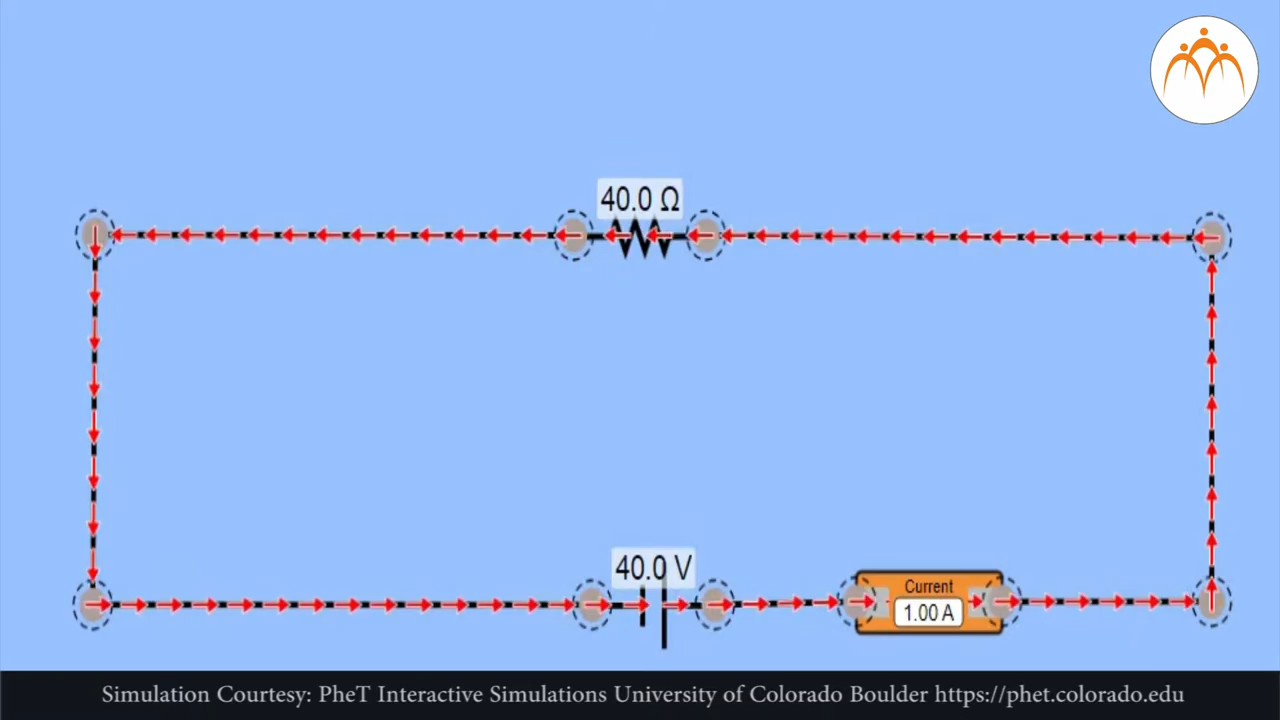 40.0 Ω
40.0 V
Current
1.00 A
Simulation Courtesy: PheT Interactive Simulations University of Colorado Boulder https://phet.colorado.edu